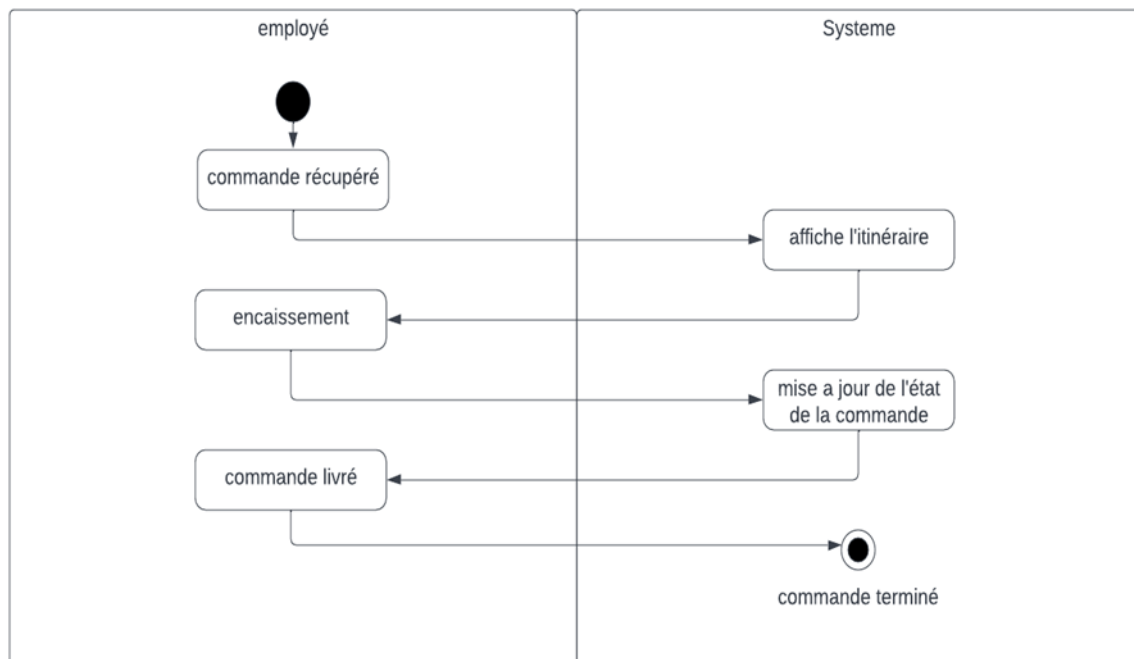 employé
Systeme
commande récupéré
affiche l'itinéraire
encaissement
mise a jour de l'état
de la commande
commande livré
commande terminé